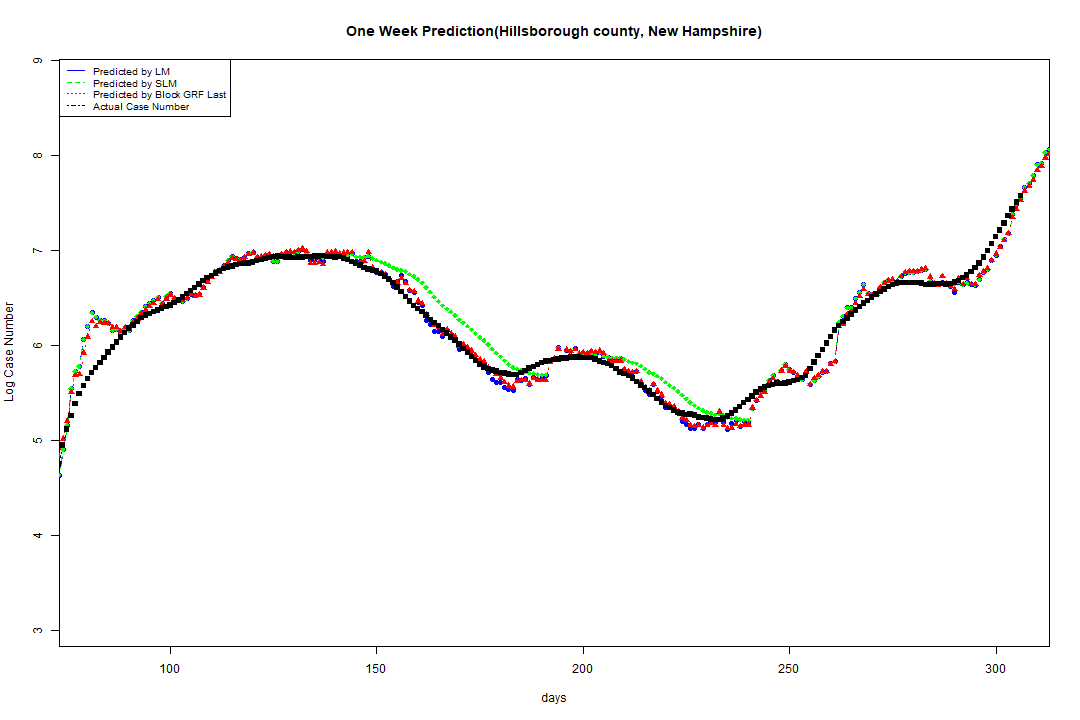 One Week Prediction(Hillsborough county, New Hampshire)
Predicted by LM
Predicted by SLM
Predicted by Block GRF Last
Actual Case Number
Log Case Number
9
8
7
6
5
4
3
100 150 200 250 300
days